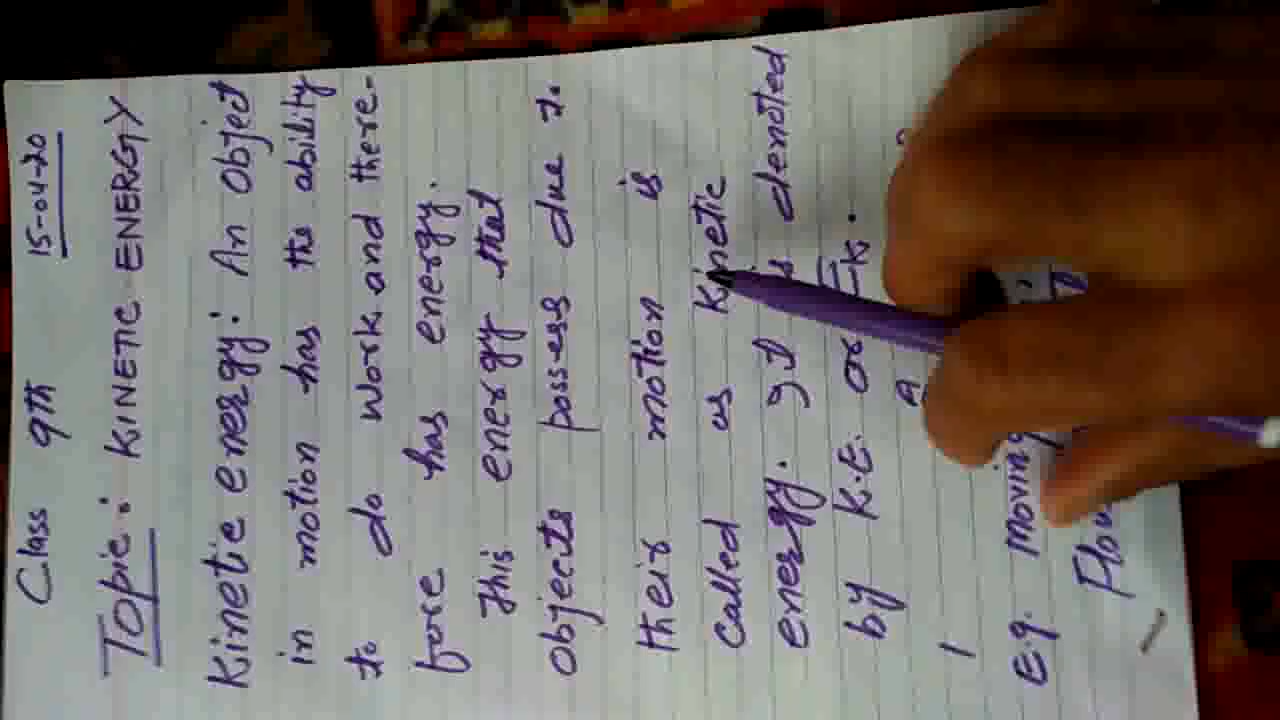 Class 9Th 15-04-20
Topic: KINETIC ENERGY
Kinetic energy: An object
in motion has the ability
to do work and there-
fore has energy.
This energy that
objects possess due to
their motion is
called as Kinetic
energy. It is denoted
by K.E. or Ek.
E.g. Moving